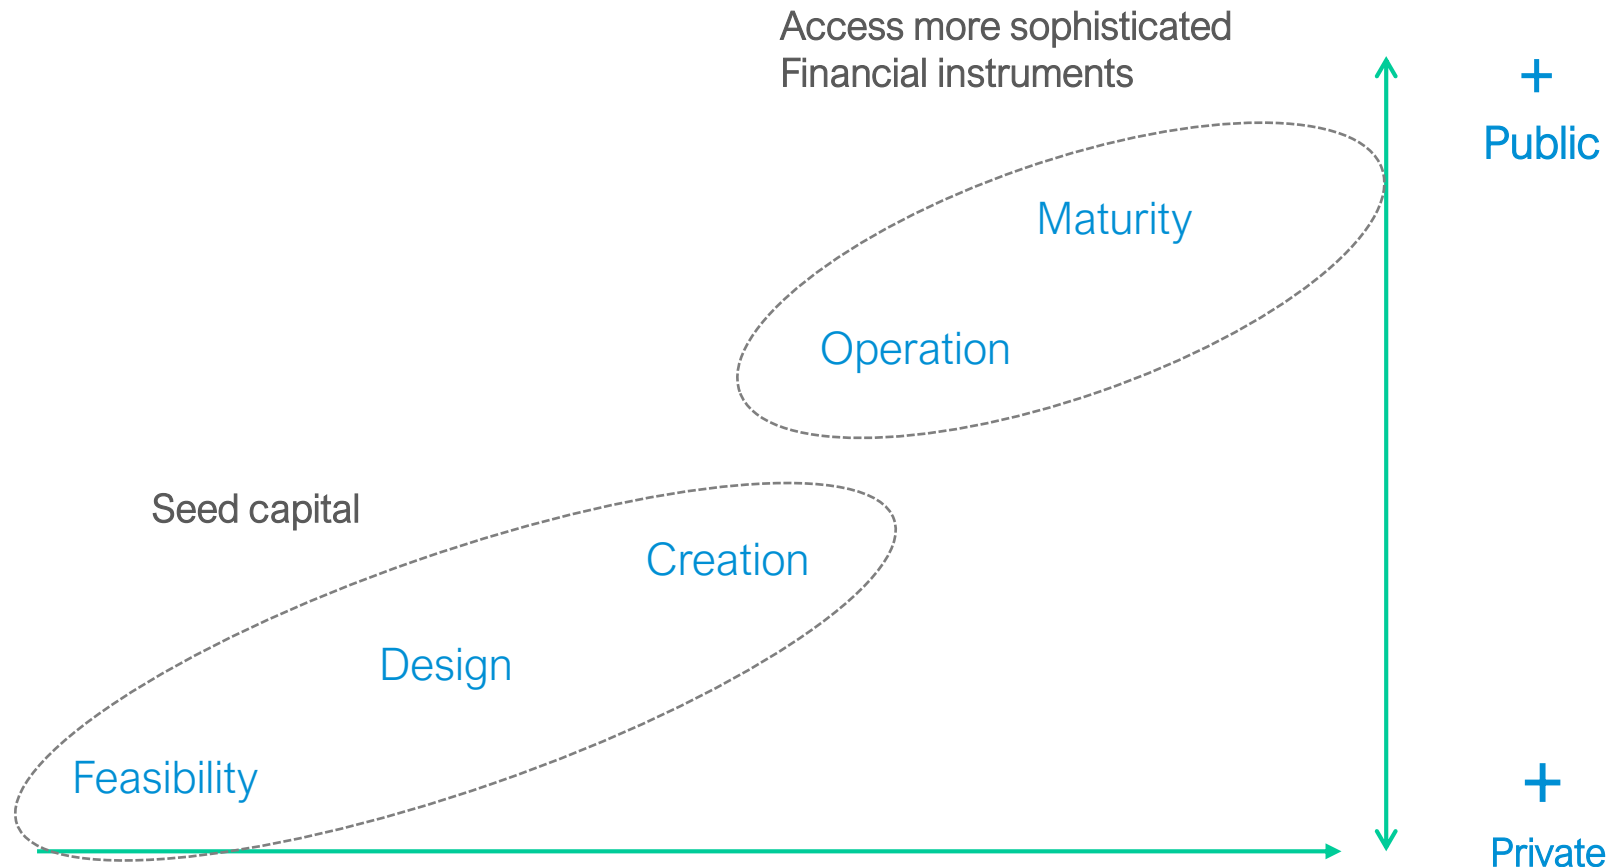 Access more sophisticated
Financial instruments
+
Public
Maturity
Operation
Seed capital
Creation
Design
Feasibility
+
Private